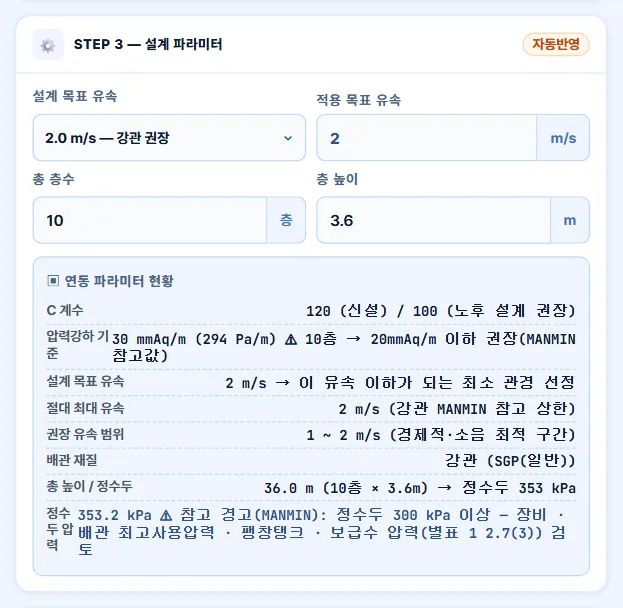 STEP 3 — 설계 파라미터
자동반영
설계 목표 유속
적용 목표 유속
2.0 m/s — 강관 권장
2
m/s
총 층수
층 높이
10
층
3.6
m
▣ 연동 파라미터 현황
C 계수
120 (신설) / 100 (노후 설계 권장)
압력강하 기준
30 mmAq/m (294 Pa/m) ⚠ 10층 → 20mmAq/m 이하 권장(MANMIN
참고값)
설계 목표 유속
2 m/s → 이 유속 이하가 되는 최소 관경 선정
절대 최대 유속
2 m/s (강관 MANMIN 참고 상한)
권장 유속 범위
1 ~ 2 m/s (경제적·소음 최적 구간)
배관 재질
강관 (SGP(일반))
총 높이 / 정수두
36.0 m (10층 × 3.6m) → 정수두 353 kPa
정수두 압력
353.2 kPa ⚠ 참고 경고(MANMIN): 정수두 300 kPa 이상 — 장비 ·
배관 최고사용압력 · 팽창탱크 · 보급수 압력(별표 1 2.7(3)) 검
토